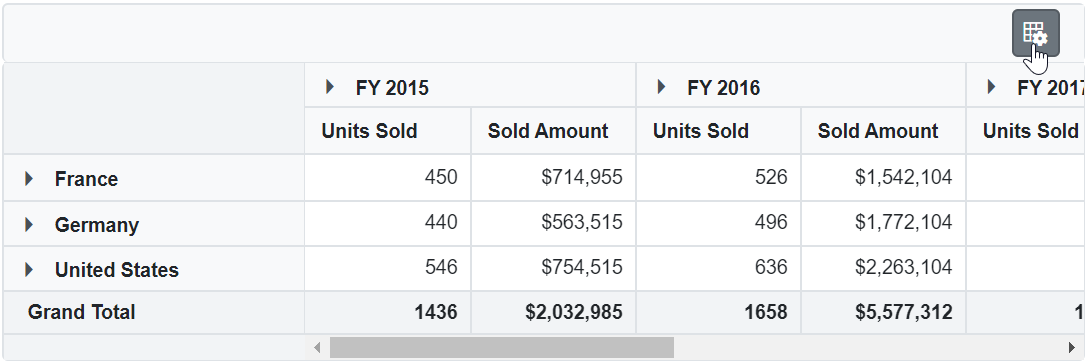 FY 2015 FY 2016 FY 2017
Units Sold Sold Amount Units Sold Sold Amount Units Sold
France 450 $714,955 526 $1,542,104
Germany 440 $563,515 496 $1,772,104
United States 546 $754,515 636 $2,263,104
Grand Total 1436 $2,032,985 1658 $5,577,312 1